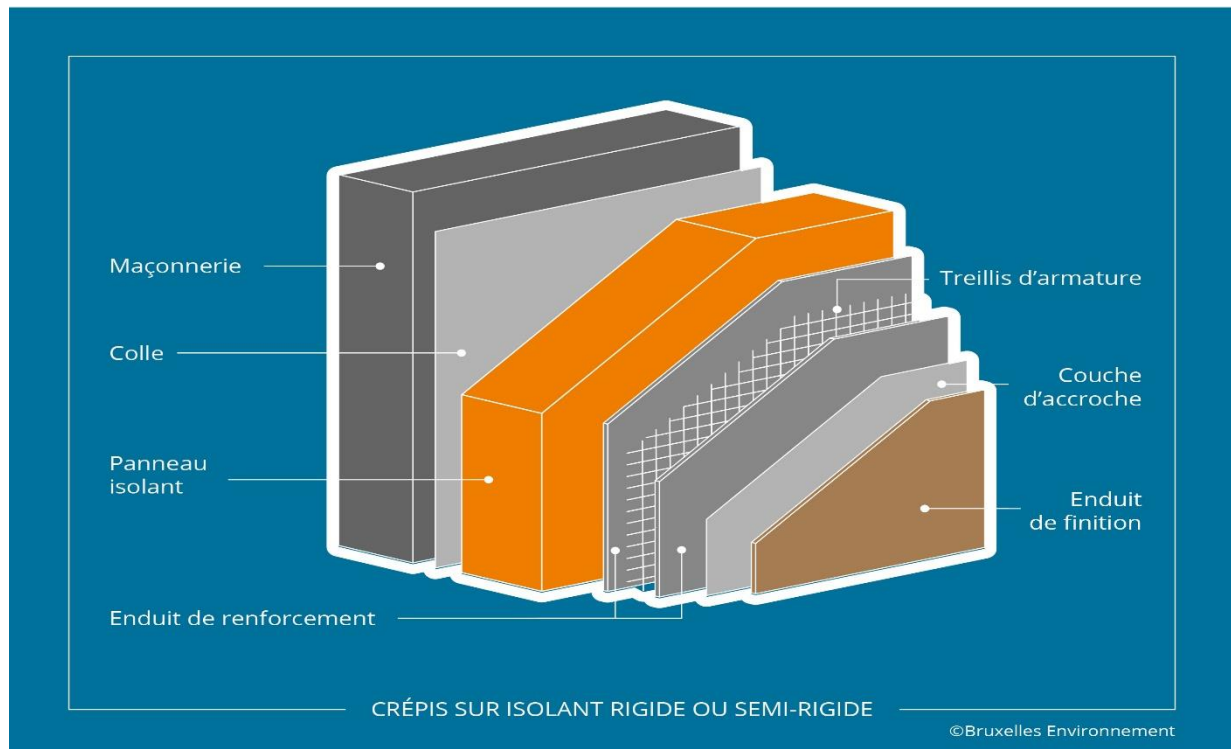 Maçonnerie
Colle
Panneau
isolant
Enduit de renforcement
Treillis d'armature
Couche
d'accroche
Enduit
de finition
CRÉPIS SUR ISOLANT RIGIDE OU SEMI-RIGIDE
©Bruxelles Environnement